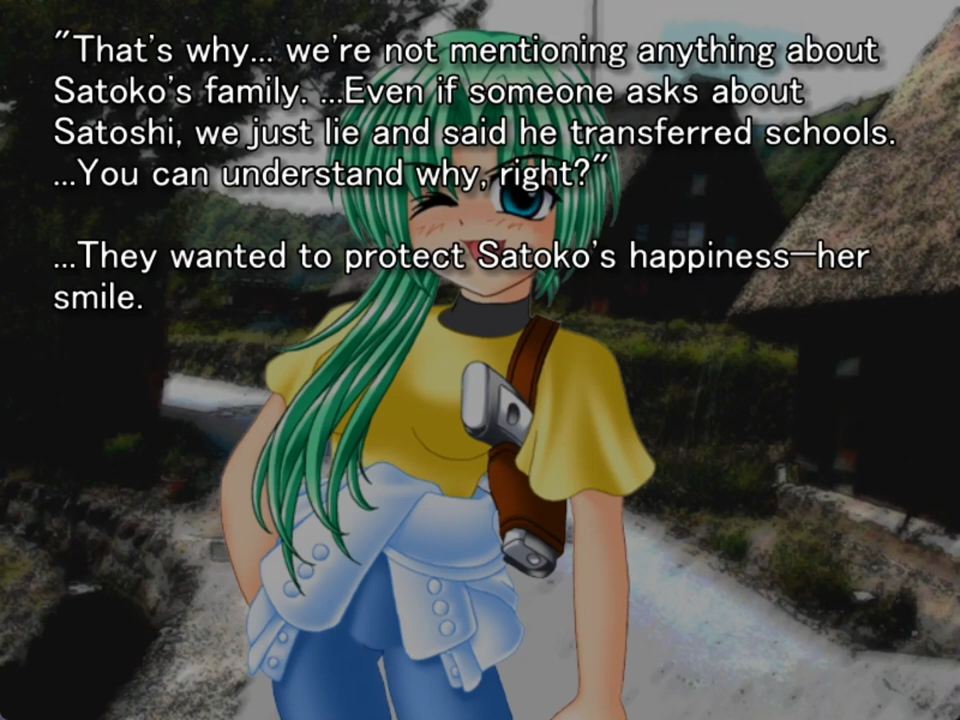 "That's why... we're not mentioning anything about
Satoko's family. ...Even if someone asks about
Satoshi, we just lie and said he transferred schools.
...You can understand why, right?"
...They wanted to protect Satoko's happiness—her
smile.